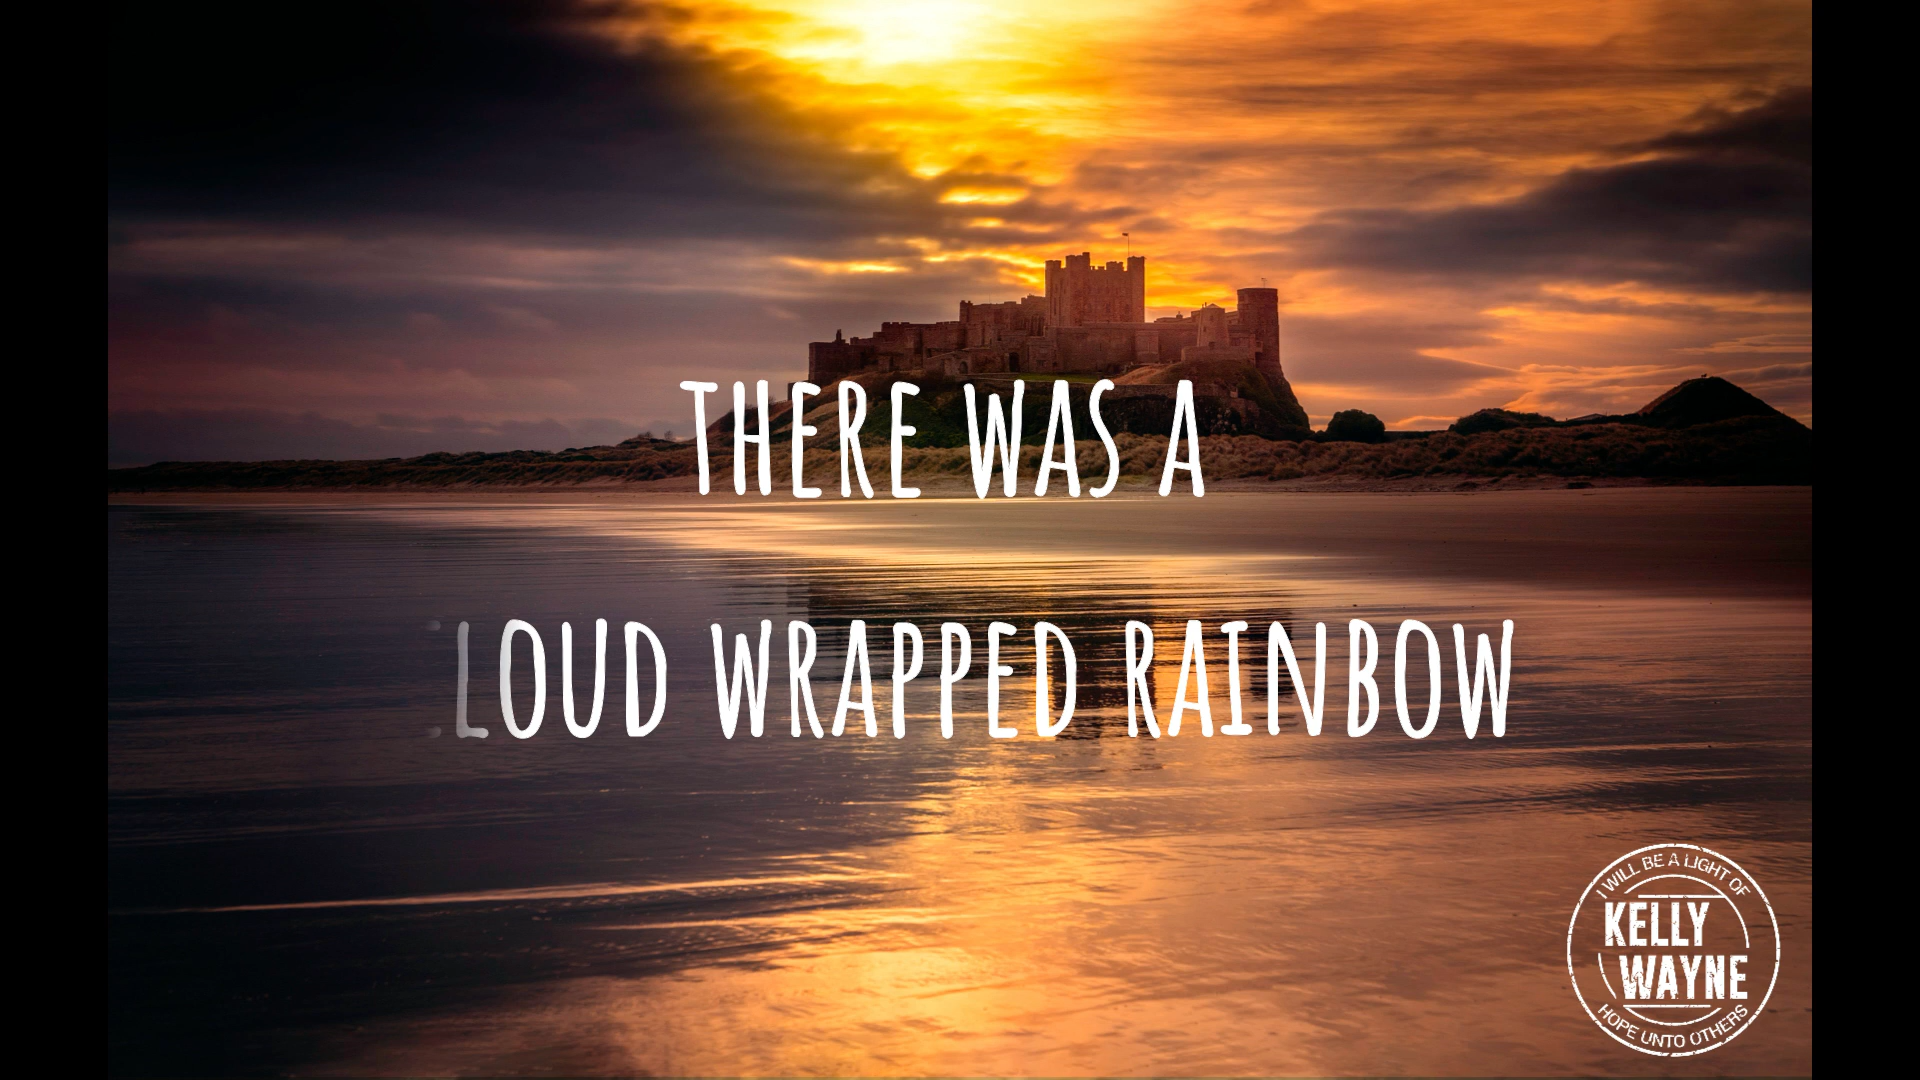 THERE WAS A
LOUD WRAPPED RAINBOW
I WILL BE A LIGHT OF
KELLY
WAYNE
HOPE UNTO OTHERS